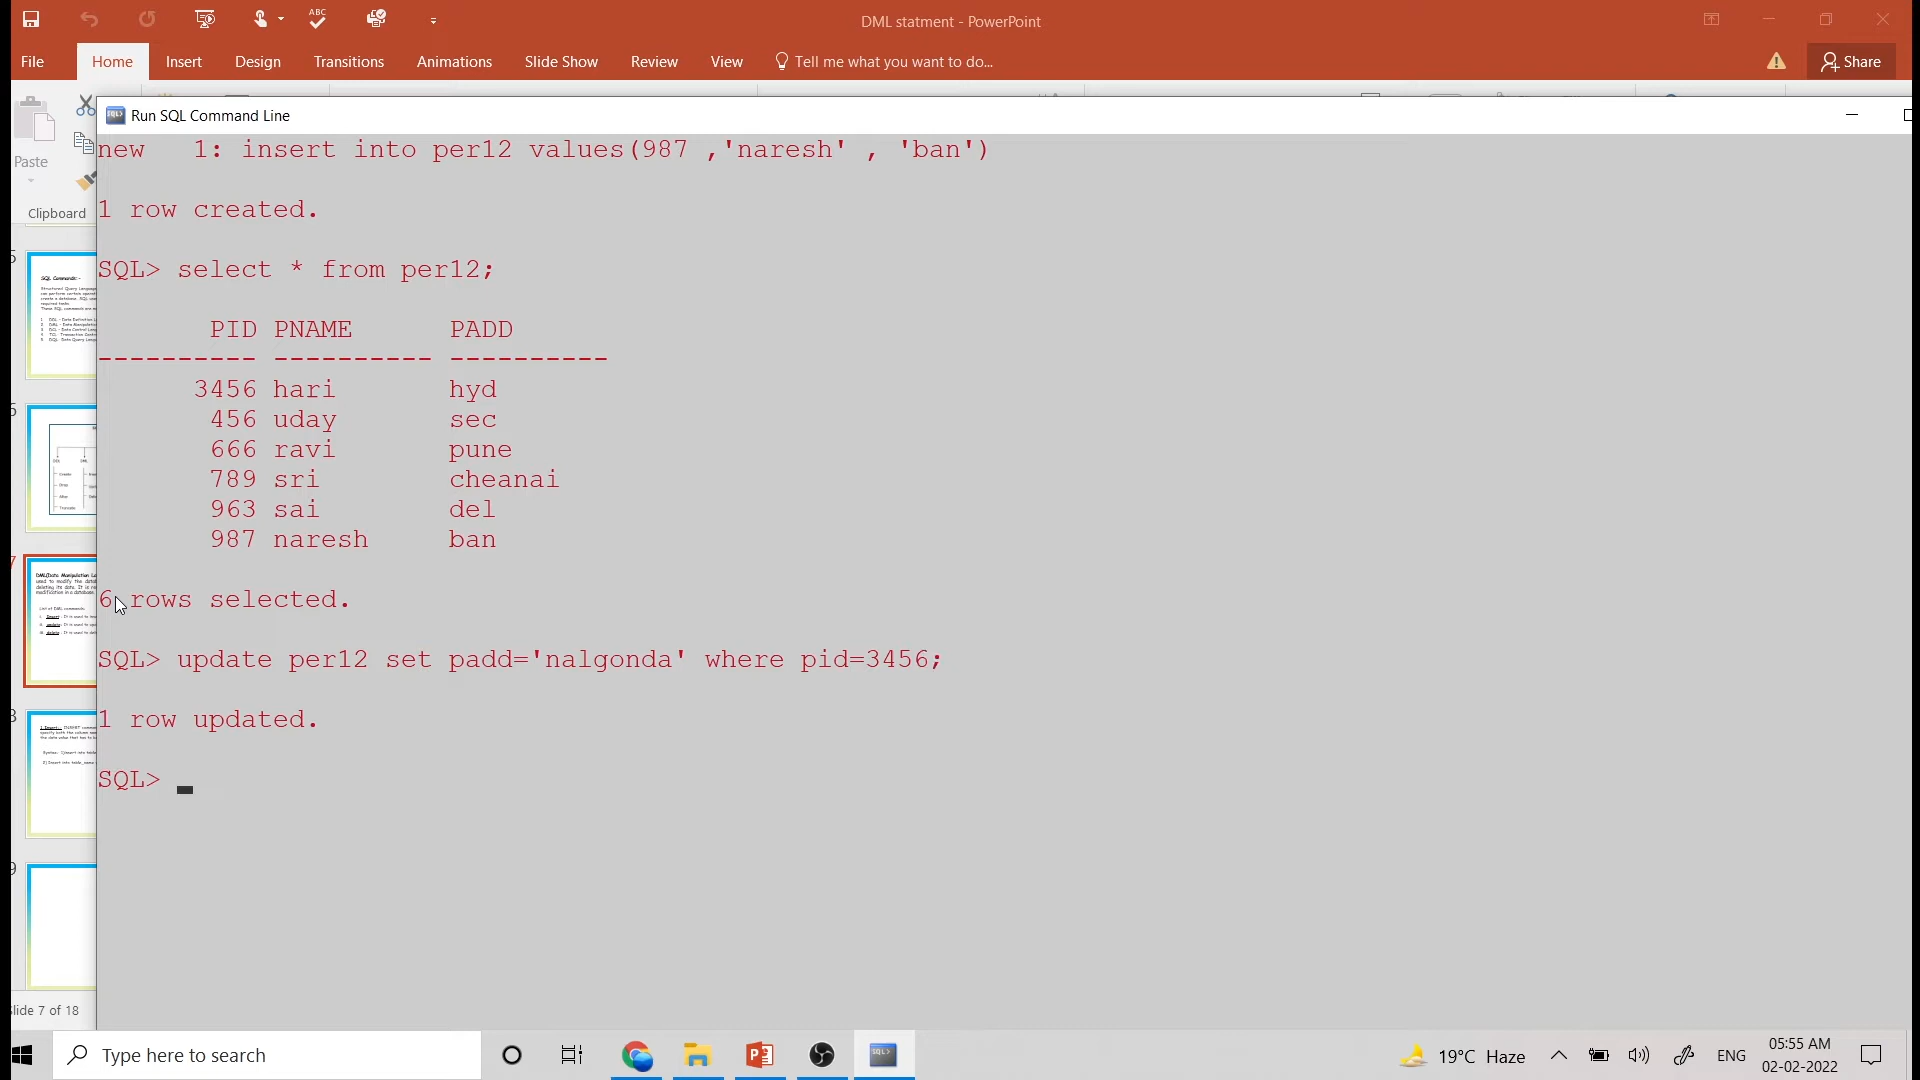 ABC
DML statment - PowerPoint
File
Home
Insert
Design
Transitions
Animations
Slide Show
Review
View
Tell me what you want to do...
Share
Paste
Clipboard
Run SQL Command Line
new   1: insert into per12 values(987 ,'naresh' , 'ban')
1 row created.
SQL> select * from per12;
PID PNAME      PADD
---------- ---------- ----------
3456 hari       hyd
456 uday       sec
666 ravi       pune
789 sri        cheanai
963 sai        del
987 naresh     ban
6 rows selected.
SQL> update per12 set padd='nalgonda' where pid=3456;
1 row updated.
SQL>
SQL Commands:-
lide 7 of 18
Type here to search
19°C Haze
ENG
05:55 AM
02-02-2022